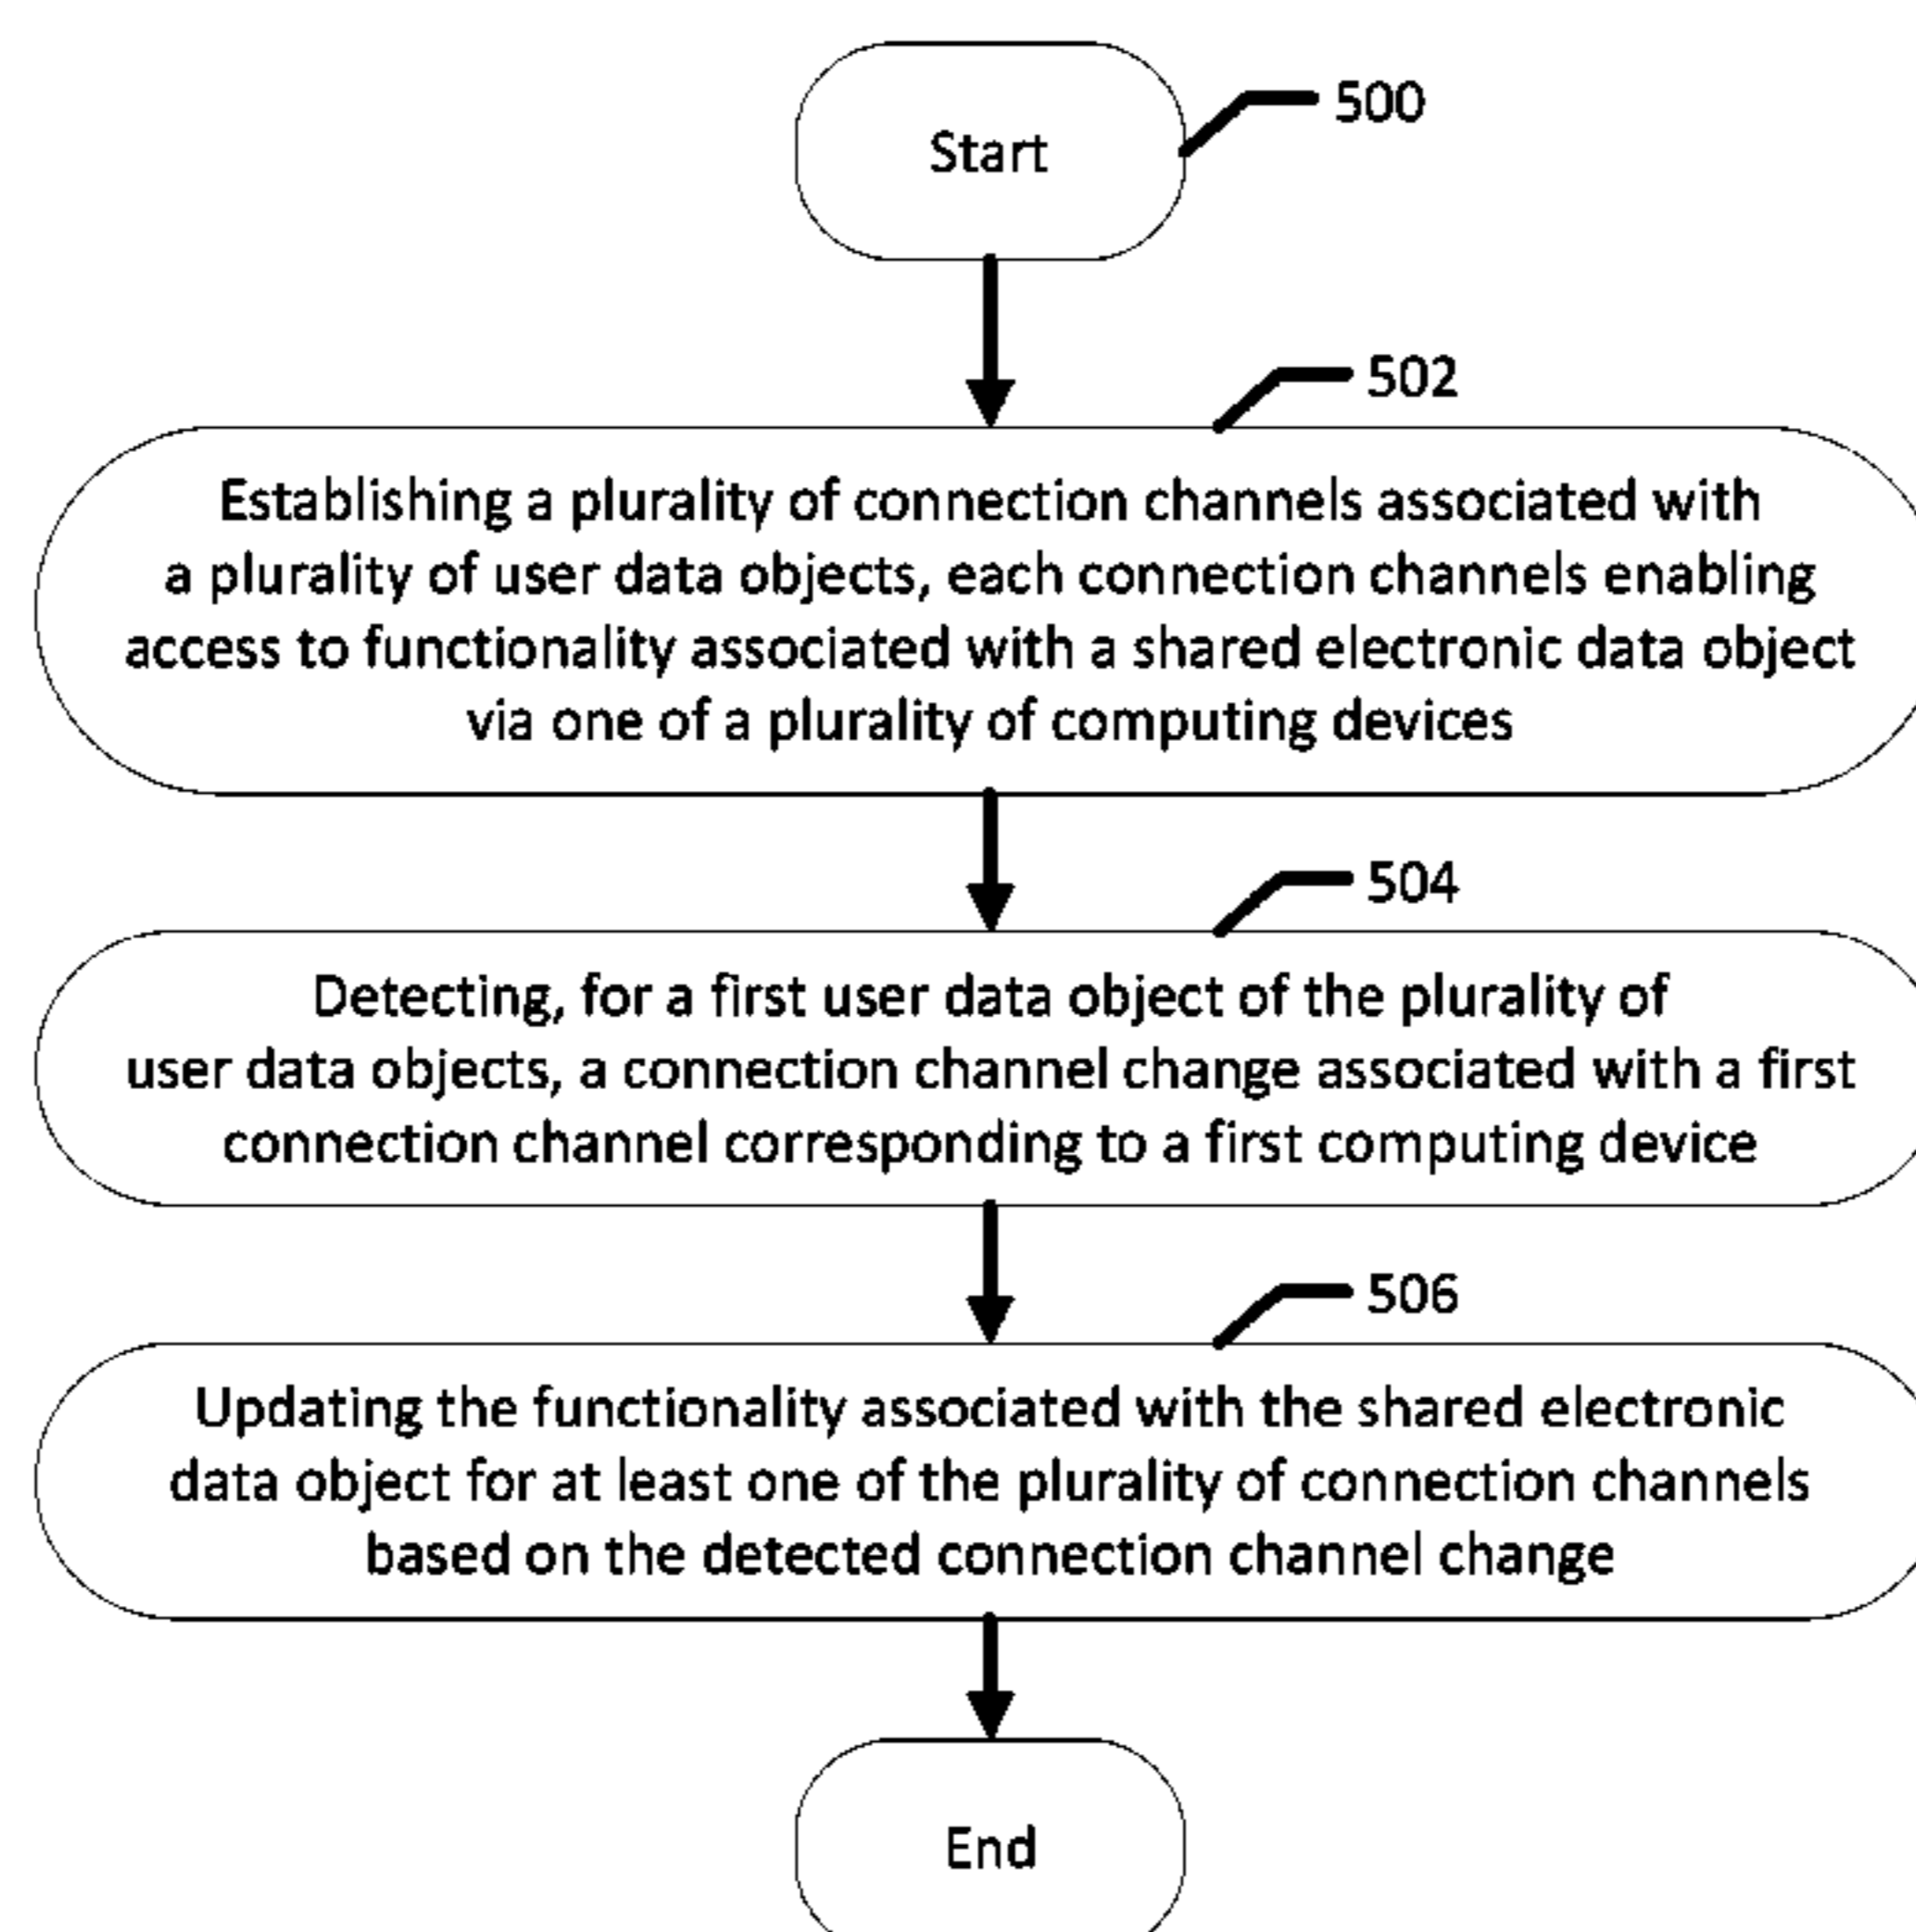 500
Start
502
Establishing a plurality of connection channels associated with
a plurality of user data objects, each connection channels enabling
access to functionality associated with a shared electronic data object
via one of a plurality of computing devices
504
Detecting, for a first user data object of the plurality of
user data objects, a connection channel change associated with a first
connection channel corresponding to a first computing device
506
Updating the functionality associated with the shared electronic
data object for at least one of the plurality of connection channels
based on the detected connection channel change
End